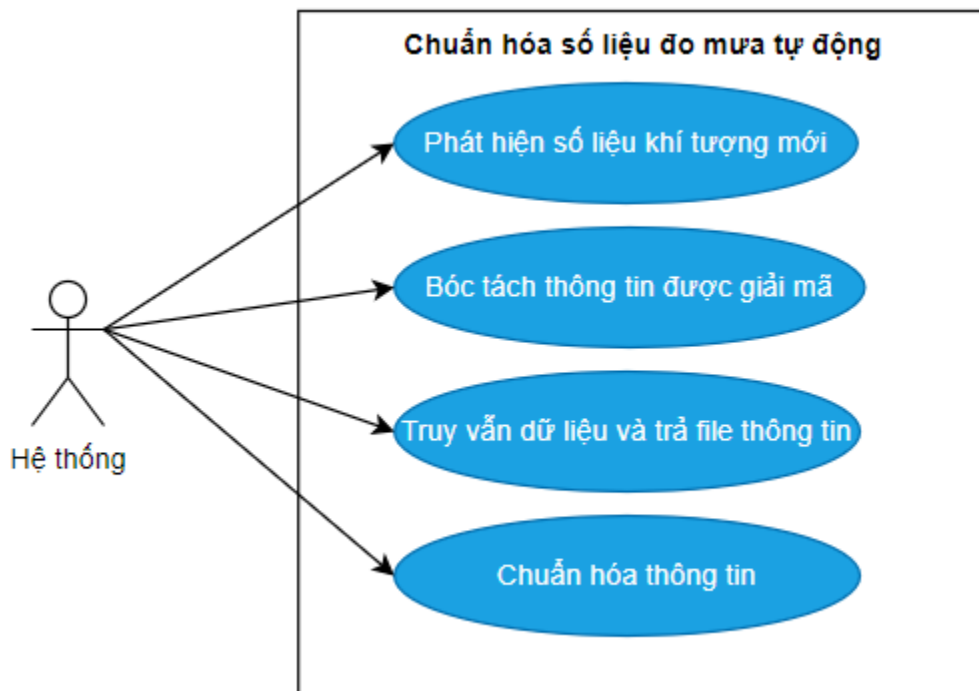 Chuẩn hóa số liệu đo mưa tự động
Phát hiện số liệu khí tượng mới
Bóc tách thông tin được giải mã
Truy vấn dữ liệu và trả file thông tin
Chuẩn hóa thông tin
Hệ thống